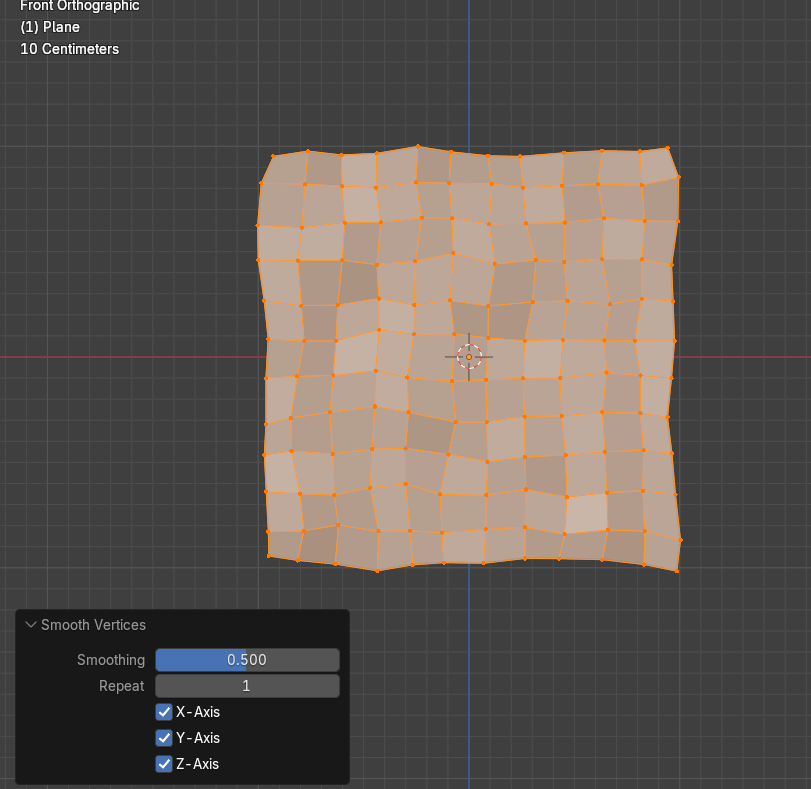 Front Orthographic
(1) Plane
10 Centimeters
Smooth Vertices
Smoothing 0.500
Repeat 1
X-Axis
Y-Axis
Z-Axis